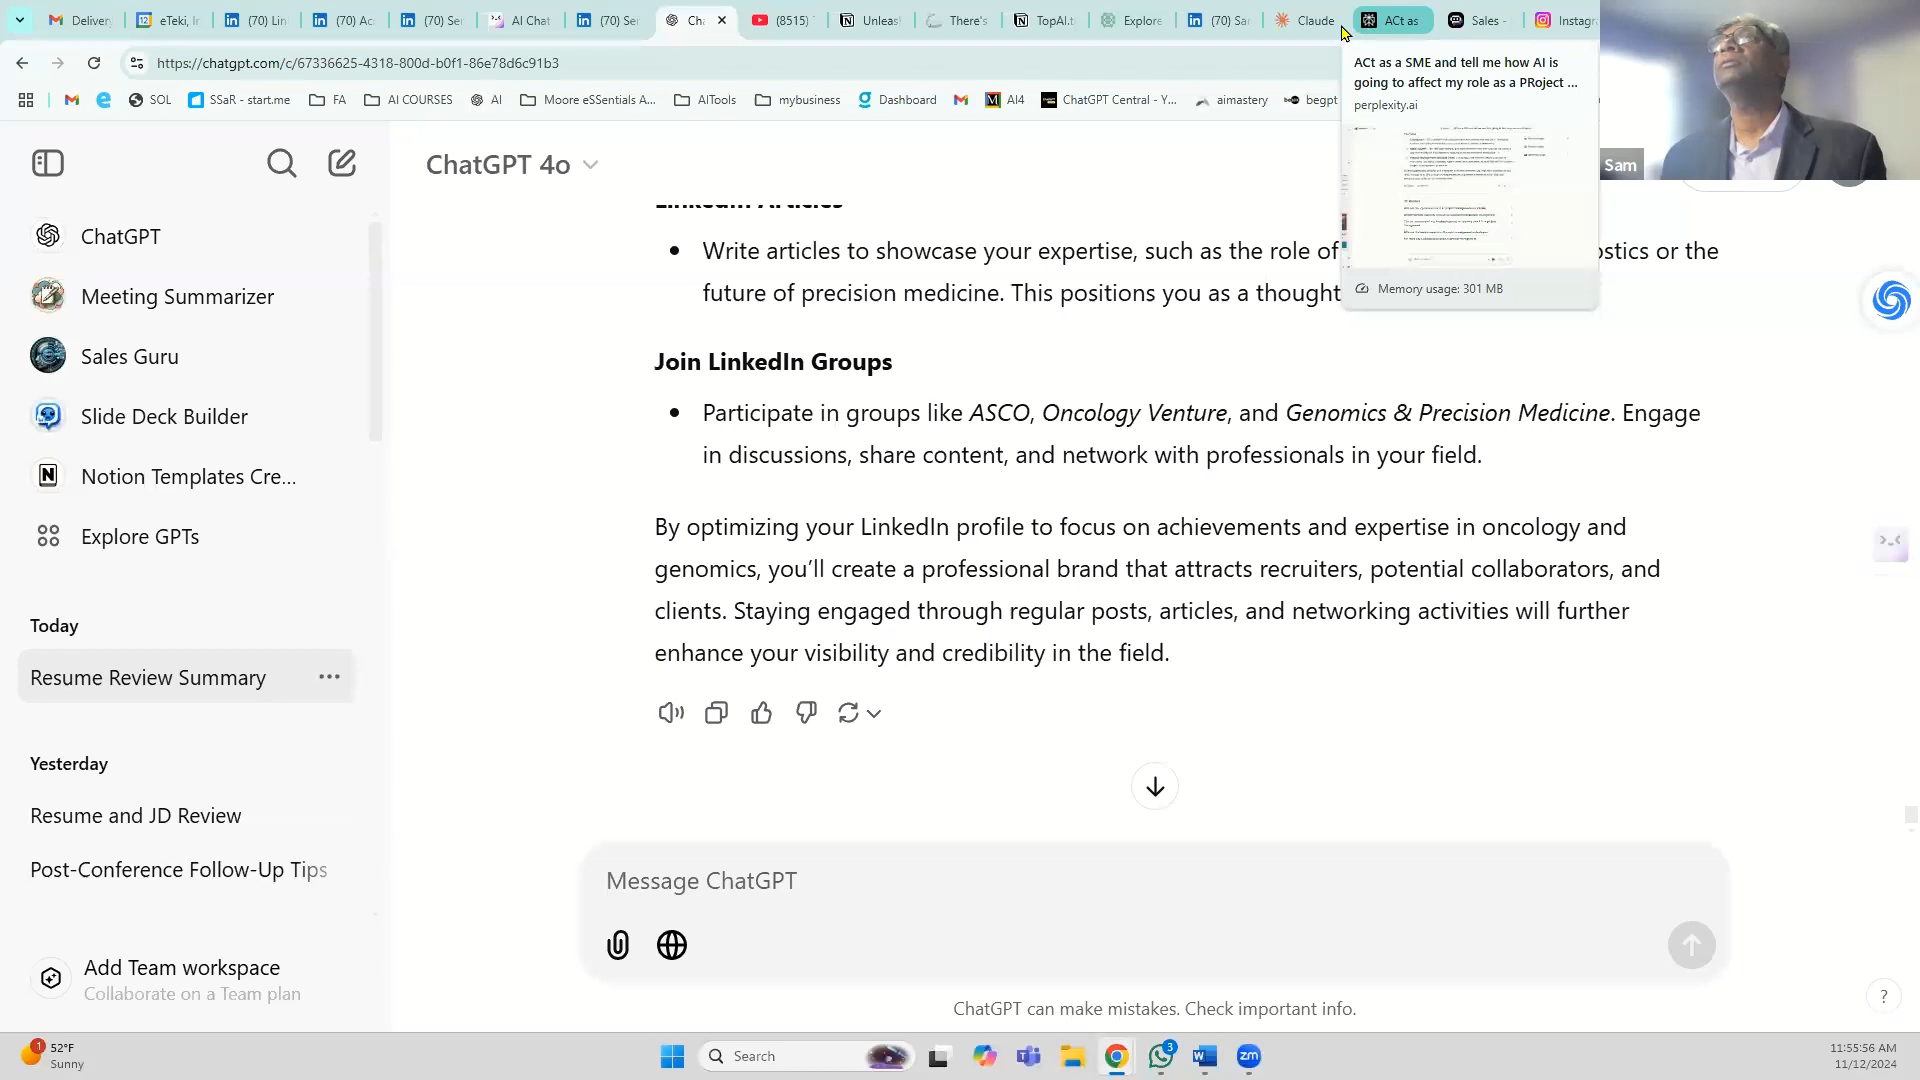 Delivery
eTeki, In
(70) Lin
(70) Ac
(70) Se
AI Chat
(70) Se
Ch
(8515)
Unleas
There's
TopAI.t
Explore
(70) Sa
Claude
ACt as
Sales -
Instagr
https://chatgpt.com/c/67336625-4318-800d-b0f1-86e78d6c91b3
SOL
SSaR - start.me
FA
AI COURSES
AI
Moore eSSentials A...
AITools
mybusiness
Dashboard
AI4
ChatGPT Central - Y...
aimastery
begpt
ACt as a SME and tell me how AI is
going to affect my role as a PRoject ...
perplexity.ai
Memory usage: 301 MB
Sam
ChatGPT
Meeting Summarizer
Sales Guru
Slide Deck Builder
Notion Templates Cre...
Explore GPTs
Today
Resume Review Summary
Yesterday
Resume and JD Review
Post-Conference Follow-Up Tips
Add Team workspace
Collaborate on a Team plan
ChatGPT 4o
LinkedIn Articles
Write articles to showcase your expertise, such as the role of ostics or the
future of precision medicine. This positions you as a thought
Join LinkedIn Groups
Participate in groups like ASCO, Oncology Venture, and Genomics & Precision Medicine. Engage
in discussions, share content, and network with professionals in your field.
By optimizing your LinkedIn profile to focus on achievements and expertise in oncology and
genomics, you'll create a professional brand that attracts recruiters, potential collaborators, and
clients. Staying engaged through regular posts, articles, and networking activities will further
enhance your visibility and credibility in the field.
Message ChatGPT
ChatGPT can make mistakes. Check important info.
?
1
52°F
Sunny
Search
3
zm
11:55:56 AM
11/12/2024